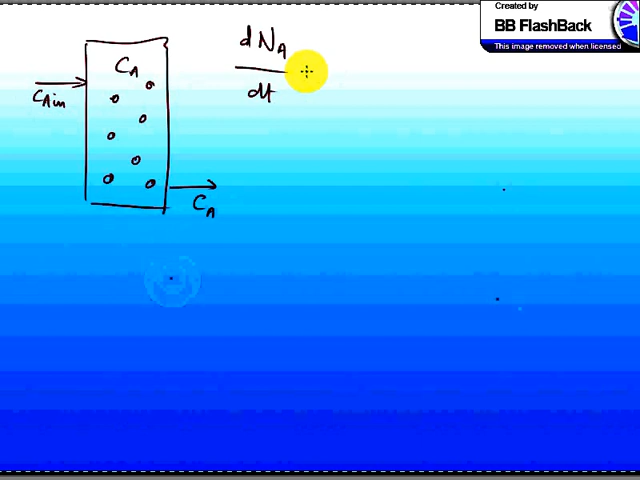 Created by
BB FlashBack
This image removed when licensed
dN_A
dt
C_A
C_Ain
C_A